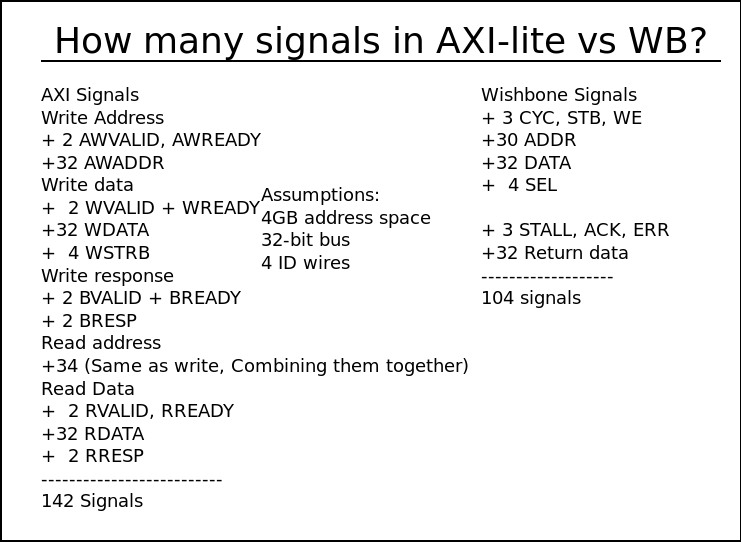 How many signals in AXI-lite vs WB?
AXI Signals
Write Address
+ 2 AWVALID, AWREADY
+32 AWADDR
Write data
+  2 WVALID + WREADY
+32 WDATA
+  4 WSTRB
Write response
+ 2 BVALID + BREADY
+ 2 BRESP
Read address
+34 (Same as write, Combining them together)
Read Data
+  2 RVALID, RREADY
+32 RDATA
+  2 RRESP
--------------------------
142 Signals
Assumptions:
4GB address space
32-bit bus
4 ID wires
Wishbone Signals
+ 3 CYC, STB, WE
+30 ADDR
+32 DATA
+  4 SEL
+ 3 STALL, ACK, ERR
+32 Return data
-------------------
104 signals